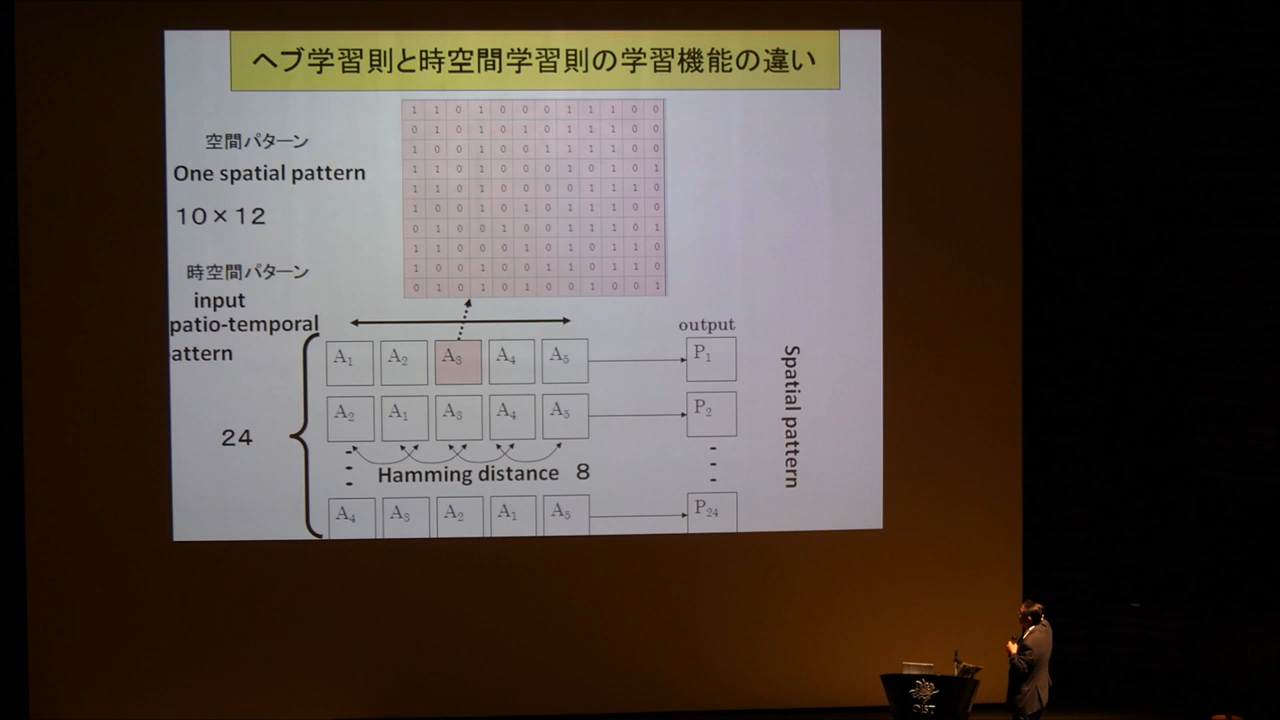 ヘブ学習則と時空間学習則の学習機能の違い
空間パターン
One spatial pattern
10×12
1 1 0 1 0 0 0 1 1 1 0 0
0 1 0 1 0 1 0 1 1 1 0 0
1 0 0 1 0 0 1 1 1 1 0 0
1 1 0 1 0 0 0 1 0 1 0 1
1 1 0 1 0 0 0 0 1 1 1 0
1 0 0 1 0 1 0 1 1 1 0 0
0 1 0 0 1 0 0 1 1 1 0 1
1 1 0 0 0 1 0 1 0 1 1 0
1 0 0 1 0 0 1 1 0 1 1 0
0 1 0 1 0 1 0 0 1 0 0 1
時空間パターン
input
patio-temporal
attern
24
A1 A2 A3 A4 A5
A2 A1 A3 A4 A5
Hamming distance 8
A4 A3 A2 A1 A5
output
P1
P2
P24
Spatial pattern
OIST